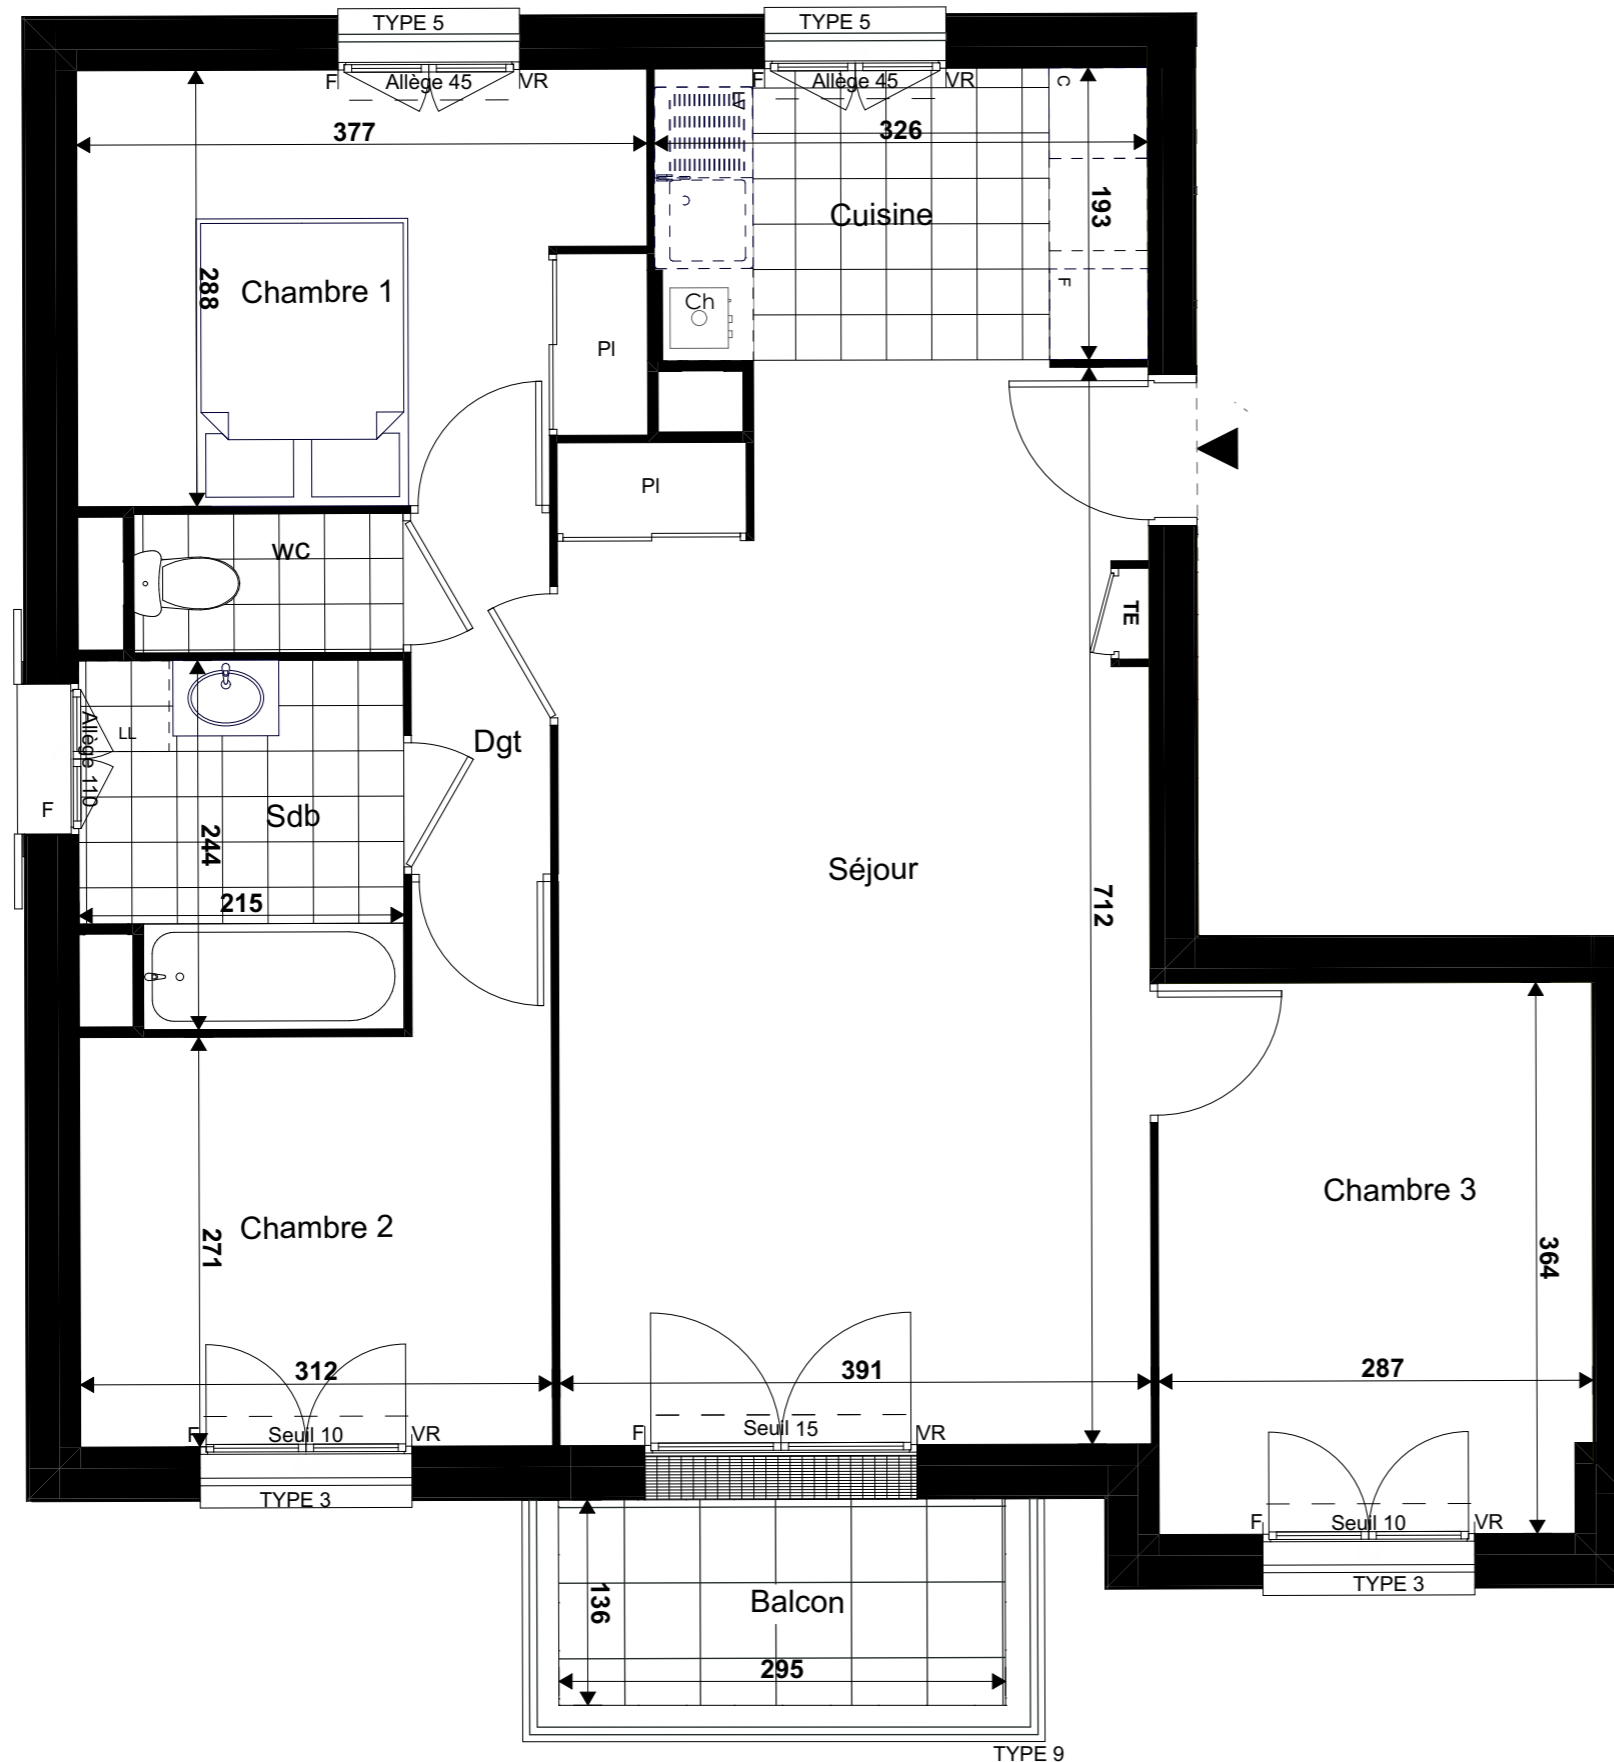 TYPE 5
TYPE 5
F
Allège 45
VR
F
Allège 45
VR
C
377
326
193
Cuisine
288
Chambre 1
F
Ch
Pl
Pl
WC
TE
Allège 110
LL
Dgt
F
Sdb
244
Séjour
215
712
Chambre 3
Chambre 2
271
364
312
391
287
F
Seuil 10
VR
F
Seuil 15
VR
TYPE 3
F
Seuil 10
VR
TYPE 3
136
Balcon
295
TYPE 9